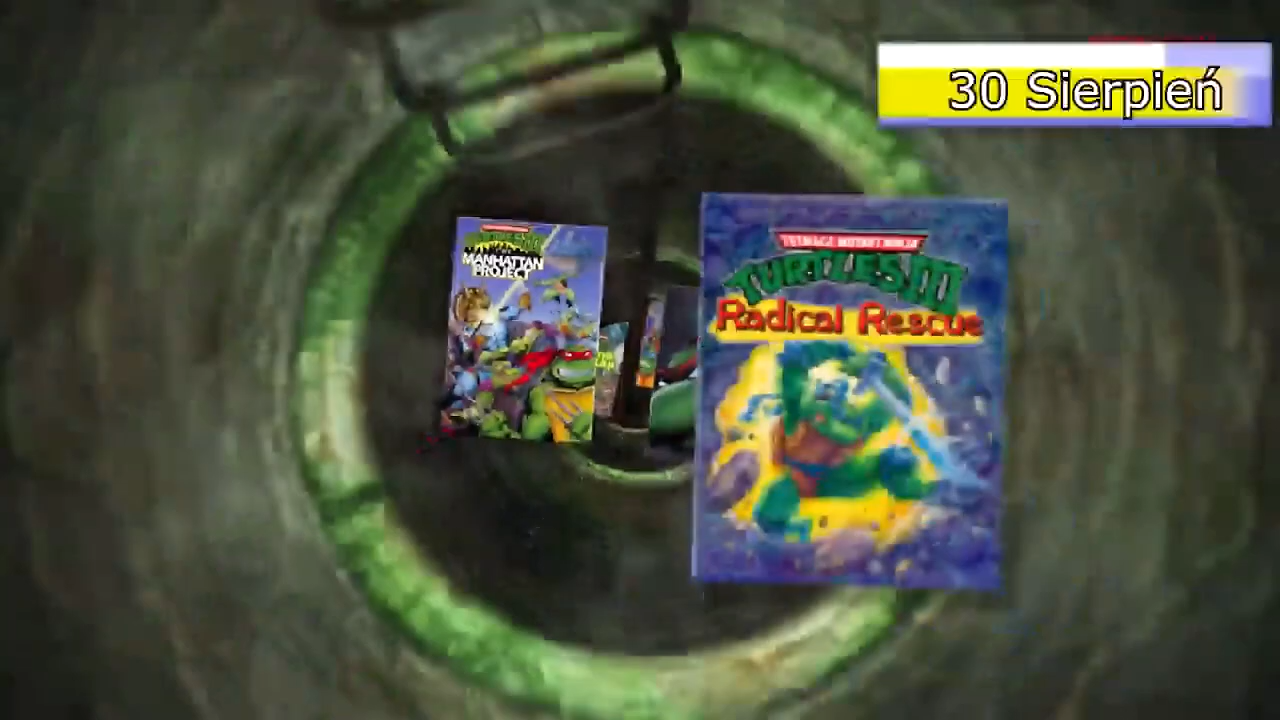 30 Sierpień
MANHATTAN
PROJECT
TEENAGE MUTANT NINJA
TURTLES III
Radical Rescue